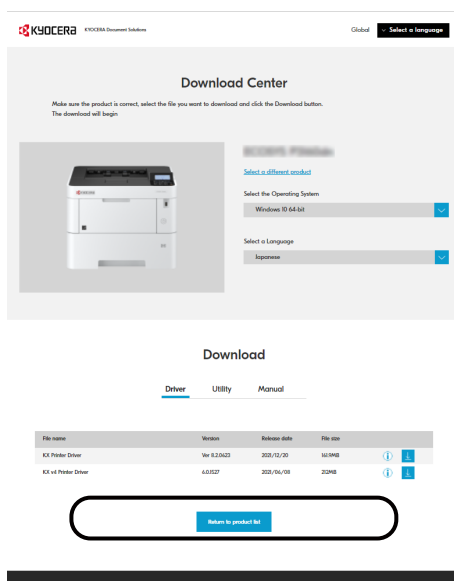 KYOCERA KYOCERA Document Solutions Global Select a language
Download Center
Make sure the product is correct, select the file you want to download and click the Download button.
The download will begin
Select a different product
Select the Operating System
Windows 10 64-bit
Select a Language
Japanese
KYOCERA
Download
Driver Utility Manual
File name Version Release date File size
KX Printer Driver Ver 8.2.0623 2021/12/20 161.9MB
KX v4 Printer Driver 6.0.1527 2021/06/08 212MB
Return to product list